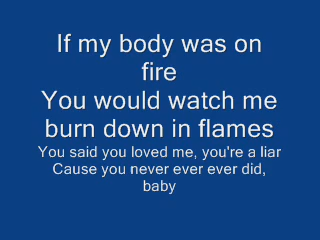 If my body was on
fire
You would watch me
burn down in flames
You said you loved me, you're a liar
Cause you never ever ever did,
baby